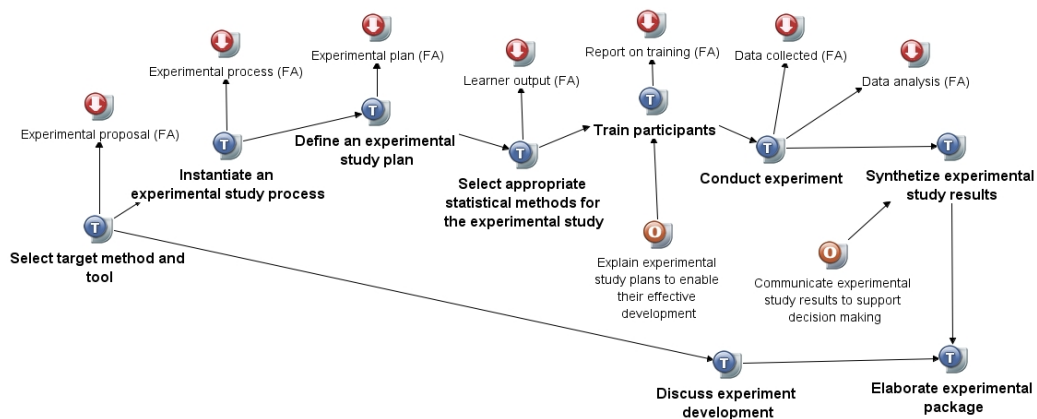 Experimental proposal (FA)
T
Select target method and
tool
Experimental process (FA)
T
Instantiate an
experimental study process
Experimental plan (FA)
T
Define an experimental
study plan
Learner output (FA)
T
Select appropriate
statistical methods for
the experimental study
Report on training (FA)
T
Train participants
O
Explain experimental
study plans to enable
their effective
development
Data collected (FA)
Data analysis (FA)
T
Conduct experiment
T
Synthetize experimental
study results
O
Communicate experimental
study results to support
decision making
T
Discuss experiment
development
T
Elaborate experimental
package